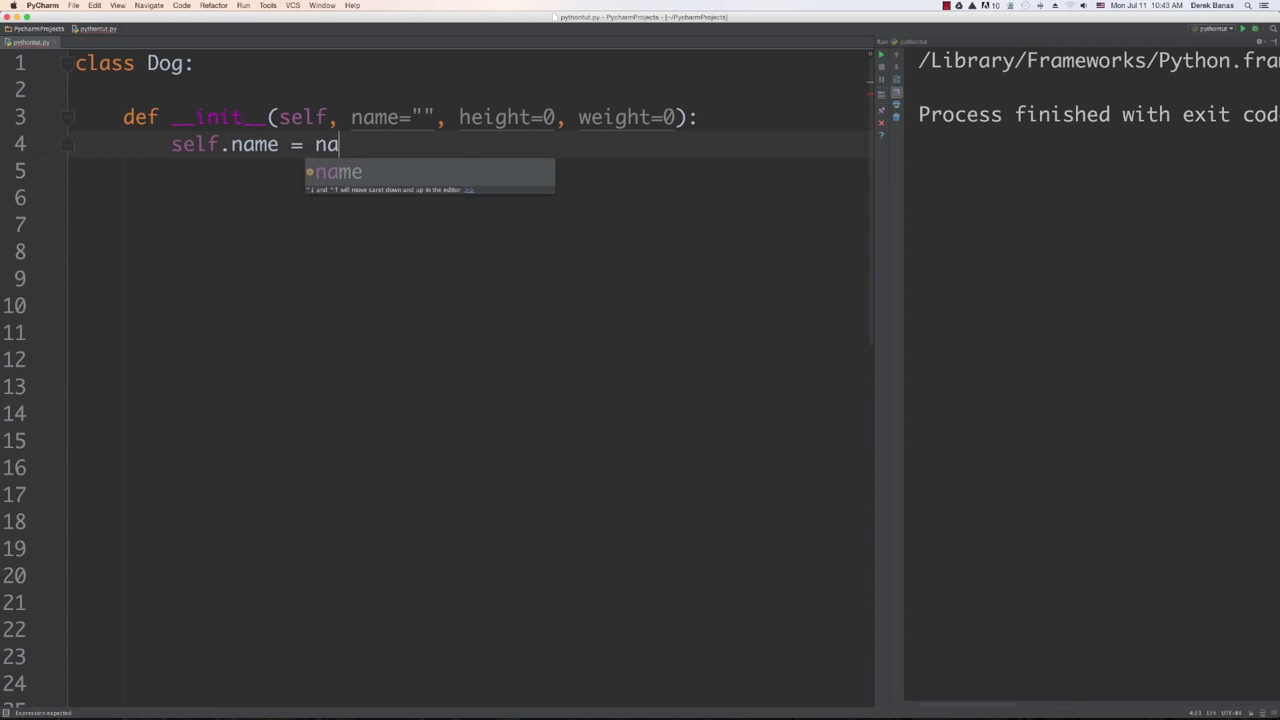 PyCharm File Edit View Navigate Code Refactor Run Tools VCS Window Help 10 Mon Jul 11 10:43 AM Derek Banas
pythontut.py - PycharmProjects - [~/PycharmProjects]
PycharmProjects pythontut.py pythontut
pythontut.py Run pythontut
1 class Dog:
2
3 def __init__(self, name="", height=0, weight=0):
4 self.name = na
name
^↓ and ^↑ will move caret down and up in the editor >>
5
6
7
8
9
10
11
12
13
14
15
16
17
18
19
20
21
22
23
24
/Library/Frameworks/Python.fra
Process finished with exit cod
Expression expected 4:23 LF≑ UTF-8≑